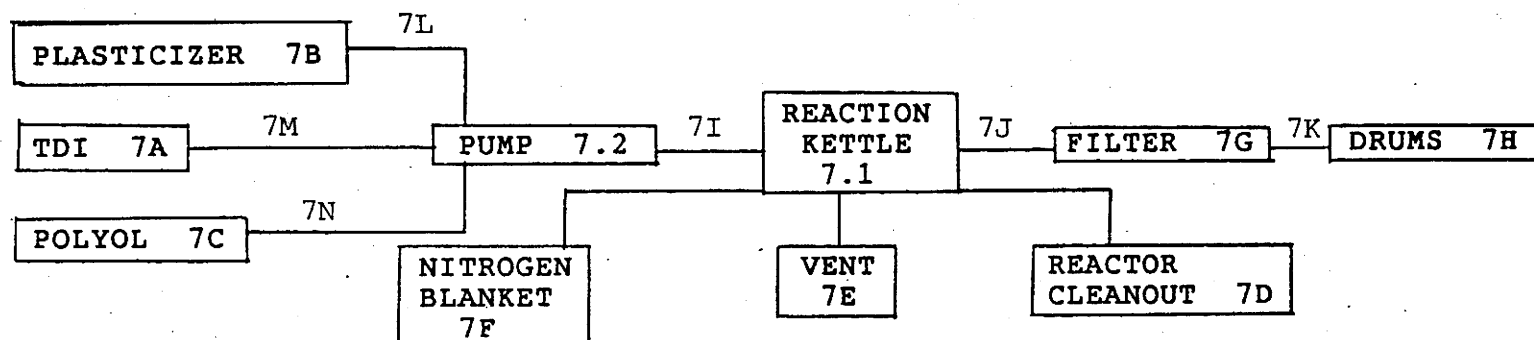 7L
PLASTICIZER 7B
7M
TDI 7A
PUMP 7.2
7I
REACTION
KETTLE
7.1
7J
FILTER 7G
7K
DRUMS 7H
7N
POLYOL 7C
NITROGEN
BLANKET
7F
VENT
7E
REACTOR
CLEANOUT 7D